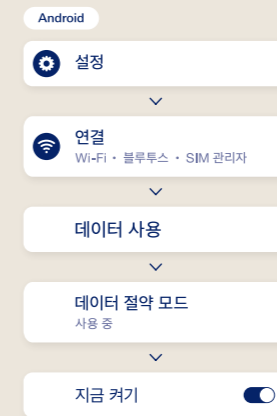 Android
설정
연결
Wi-Fi • 블루투스 • SIM 관리자
데이터 사용
데이터 절약 모드
사용 중
지금 켜기